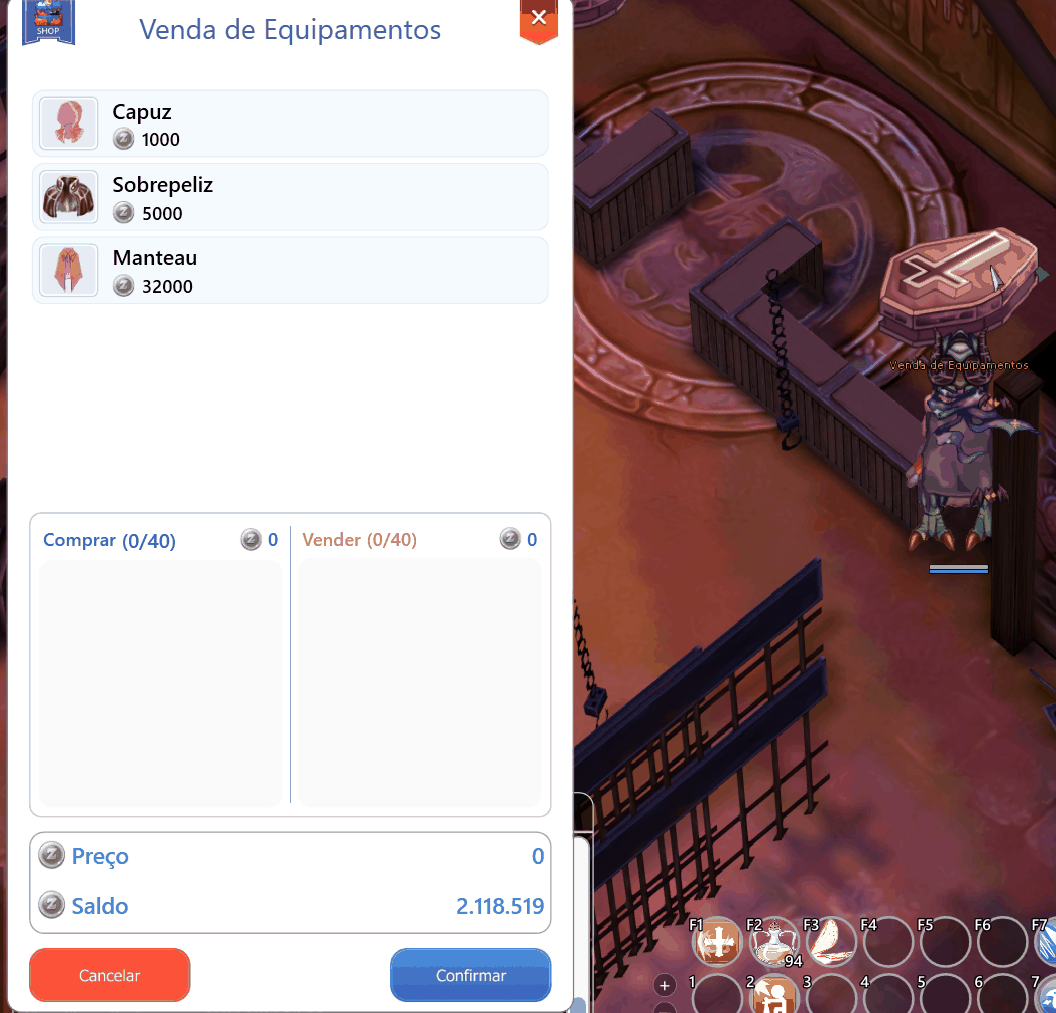 SHOP
Venda de Equipamentos
Capuz
Z 1000
Sobrepeliz
Z 5000
Manteau
Z 32000
Venda de Equipamentos
Comprar (0/40) Z 0
Vender (0/40) Z 0
Z Preço 0
Z Saldo 2.118.519
Cancelar
Confirmar
F1 F2 F3 F4 F5 F6 F7
94
+ 1 2 3 4 5 6 7